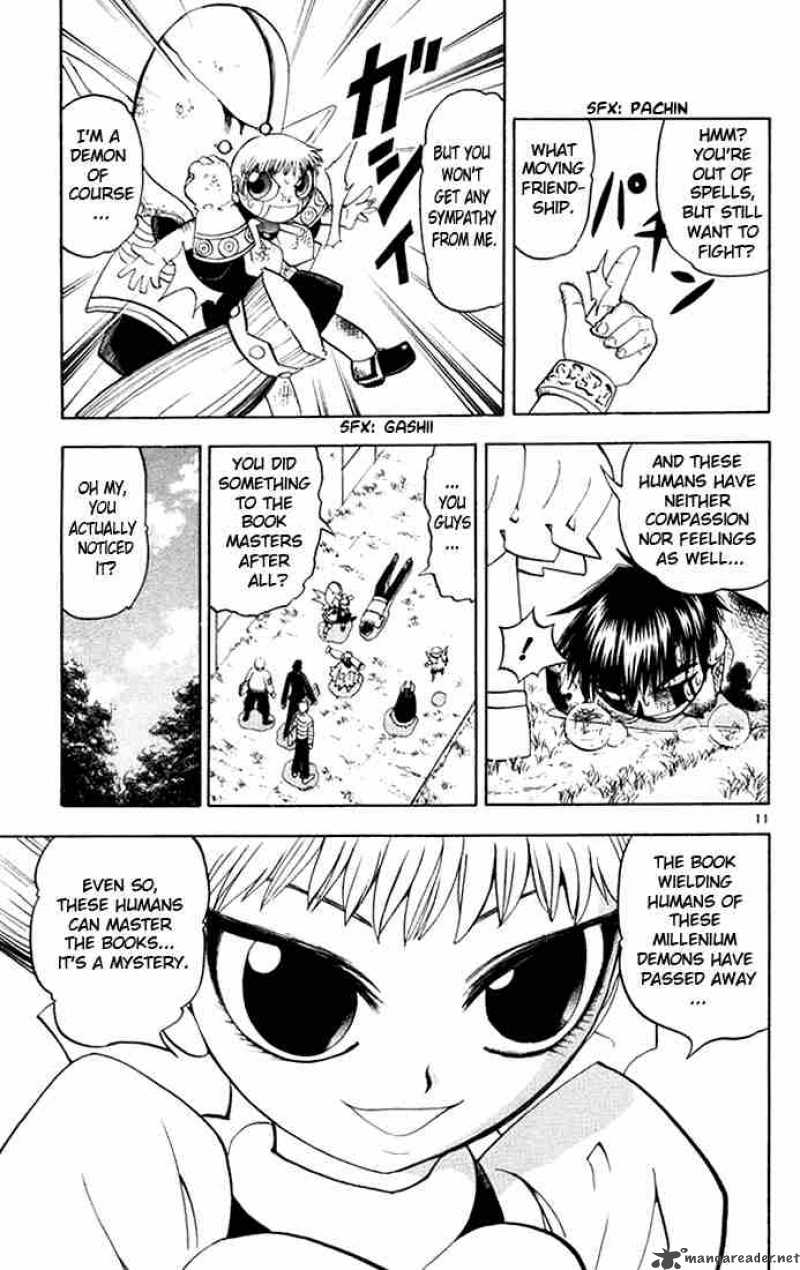 SFX: PACHIN
HMM?
YOU'RE
OUT OF
SPELLS,
BUT STILL
WANT TO
FIGHT?
パチン
WHAT
MOVING
FRIEND-
SHIP.
BUT YOU
WON'T
GET ANY
SYMPATHY
FROM ME.
ガシィ
I'M A
DEMON
OF
COURSE
...
SFX: GASHII
AND THESE
HUMANS HAVE
NEITHER
COMPASSION
NOR FEELINGS
AS WELL...
!
...
YOU
GUYS
...
YOU DID
SOMETHING
TO THE
BOOK
MASTERS
AFTER
ALL?
OH MY,
YOU
ACTUALLY
NOTICED
IT?
11
THE BOOK
WIELDING
HUMANS OF
THESE
MILLENIUM
DEMONS HAVE
PASSED AWAY
...
EVEN SO,
THESE HUMANS
CAN MASTER
THE BOOKS...
IT'S A MYSTERY.
mangareader.net